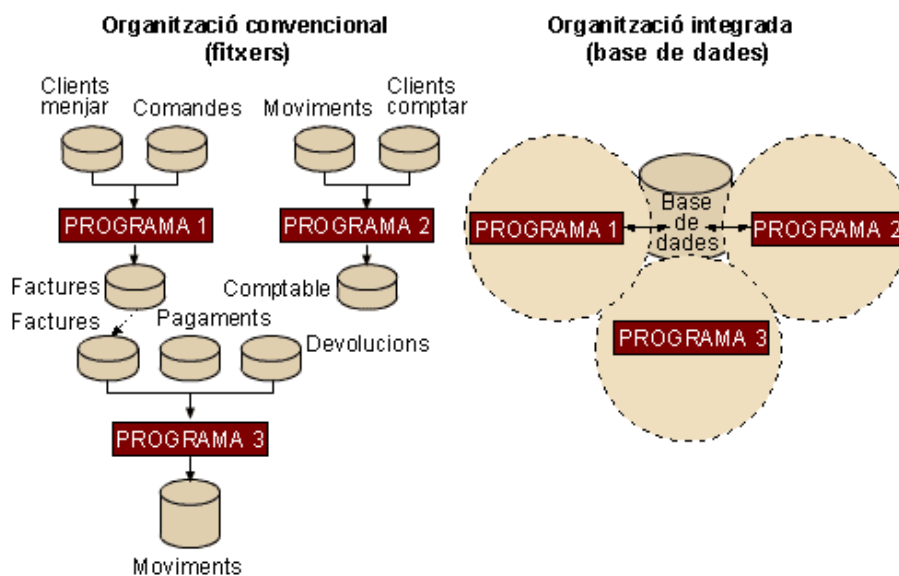 Organització convencional
(fitxers)
Organització integrada
(base de dades)
Clients
menjar
Comandes
Moviments
Clients
comptar
PROGRAMA 1
PROGRAMA 2
Factures
Comptable
Factures
Pagaments
Devolucions
PROGRAMA 3
Moviments
Base
de
dades
PROGRAMA 1
PROGRAMA 2
PROGRAMA 3